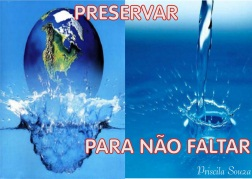 PRESERVAR
PARA NÃO FALTAR
Priscila Souza